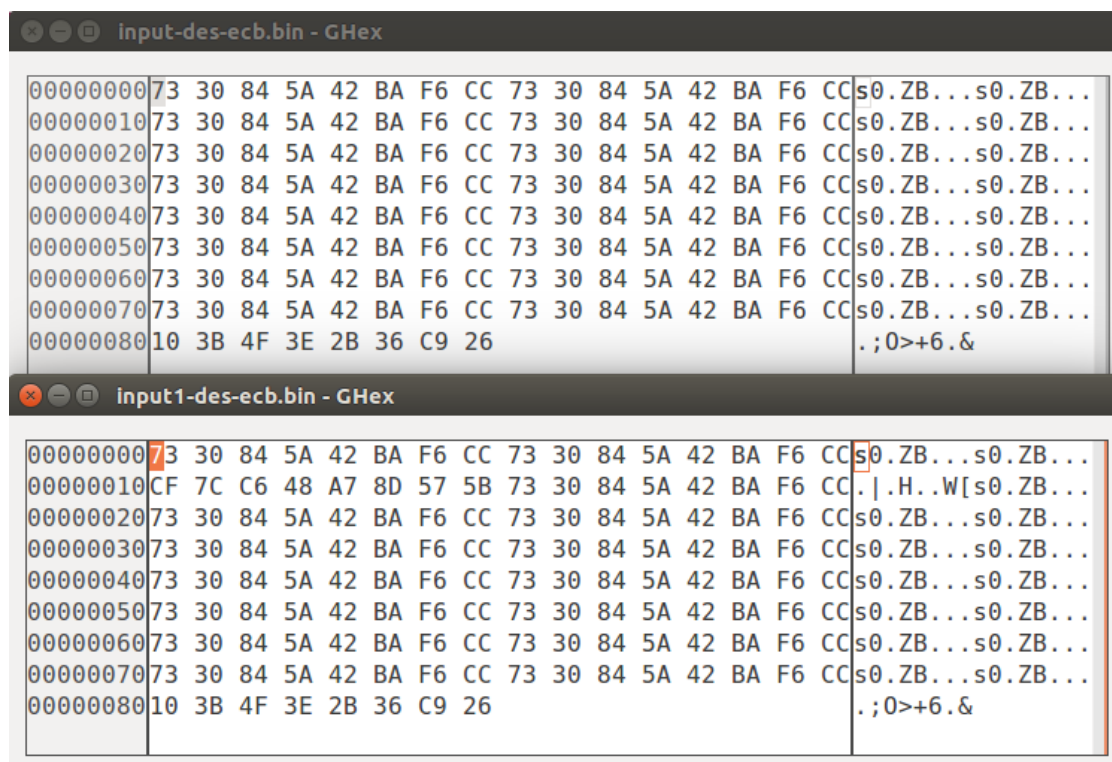 input-des-ecb.bin - GHex
00000000 73 30 84 5A 42 BA F6 CC 73 30 84 5A 42 BA F6 CC s0.ZB...s0.ZB...
00000010 73 30 84 5A 42 BA F6 CC 73 30 84 5A 42 BA F6 CC s0.ZB...s0.ZB...
00000020 73 30 84 5A 42 BA F6 CC 73 30 84 5A 42 BA F6 CC s0.ZB...s0.ZB...
00000030 73 30 84 5A 42 BA F6 CC 73 30 84 5A 42 BA F6 CC s0.ZB...s0.ZB...
00000040 73 30 84 5A 42 BA F6 CC 73 30 84 5A 42 BA F6 CC s0.ZB...s0.ZB...
00000050 73 30 84 5A 42 BA F6 CC 73 30 84 5A 42 BA F6 CC s0.ZB...s0.ZB...
00000060 73 30 84 5A 42 BA F6 CC 73 30 84 5A 42 BA F6 CC s0.ZB...s0.ZB...
00000070 73 30 84 5A 42 BA F6 CC 73 30 84 5A 42 BA F6 CC s0.ZB...s0.ZB...
00000080 10 3B 4F 3E 2B 36 C9 26 .;O>+6.&
input1-des-ecb.bin - GHex
00000000 73 30 84 5A 42 BA F6 CC 73 30 84 5A 42 BA F6 CC s0.ZB...s0.ZB...
00000010 CF 7C C6 48 A7 8D 57 5B 73 30 84 5A 42 BA F6 CC .|.H..W[s0.ZB...
00000020 73 30 84 5A 42 BA F6 CC 73 30 84 5A 42 BA F6 CC s0.ZB...s0.ZB...
00000030 73 30 84 5A 42 BA F6 CC 73 30 84 5A 42 BA F6 CC s0.ZB...s0.ZB...
00000040 73 30 84 5A 42 BA F6 CC 73 30 84 5A 42 BA F6 CC s0.ZB...s0.ZB...
00000050 73 30 84 5A 42 BA F6 CC 73 30 84 5A 42 BA F6 CC s0.ZB...s0.ZB...
00000060 73 30 84 5A 42 BA F6 CC 73 30 84 5A 42 BA F6 CC s0.ZB...s0.ZB...
00000070 73 30 84 5A 42 BA F6 CC 73 30 84 5A 42 BA F6 CC s0.ZB...s0.ZB...
00000080 10 3B 4F 3E 2B 36 C9 26 .;O>+6.&